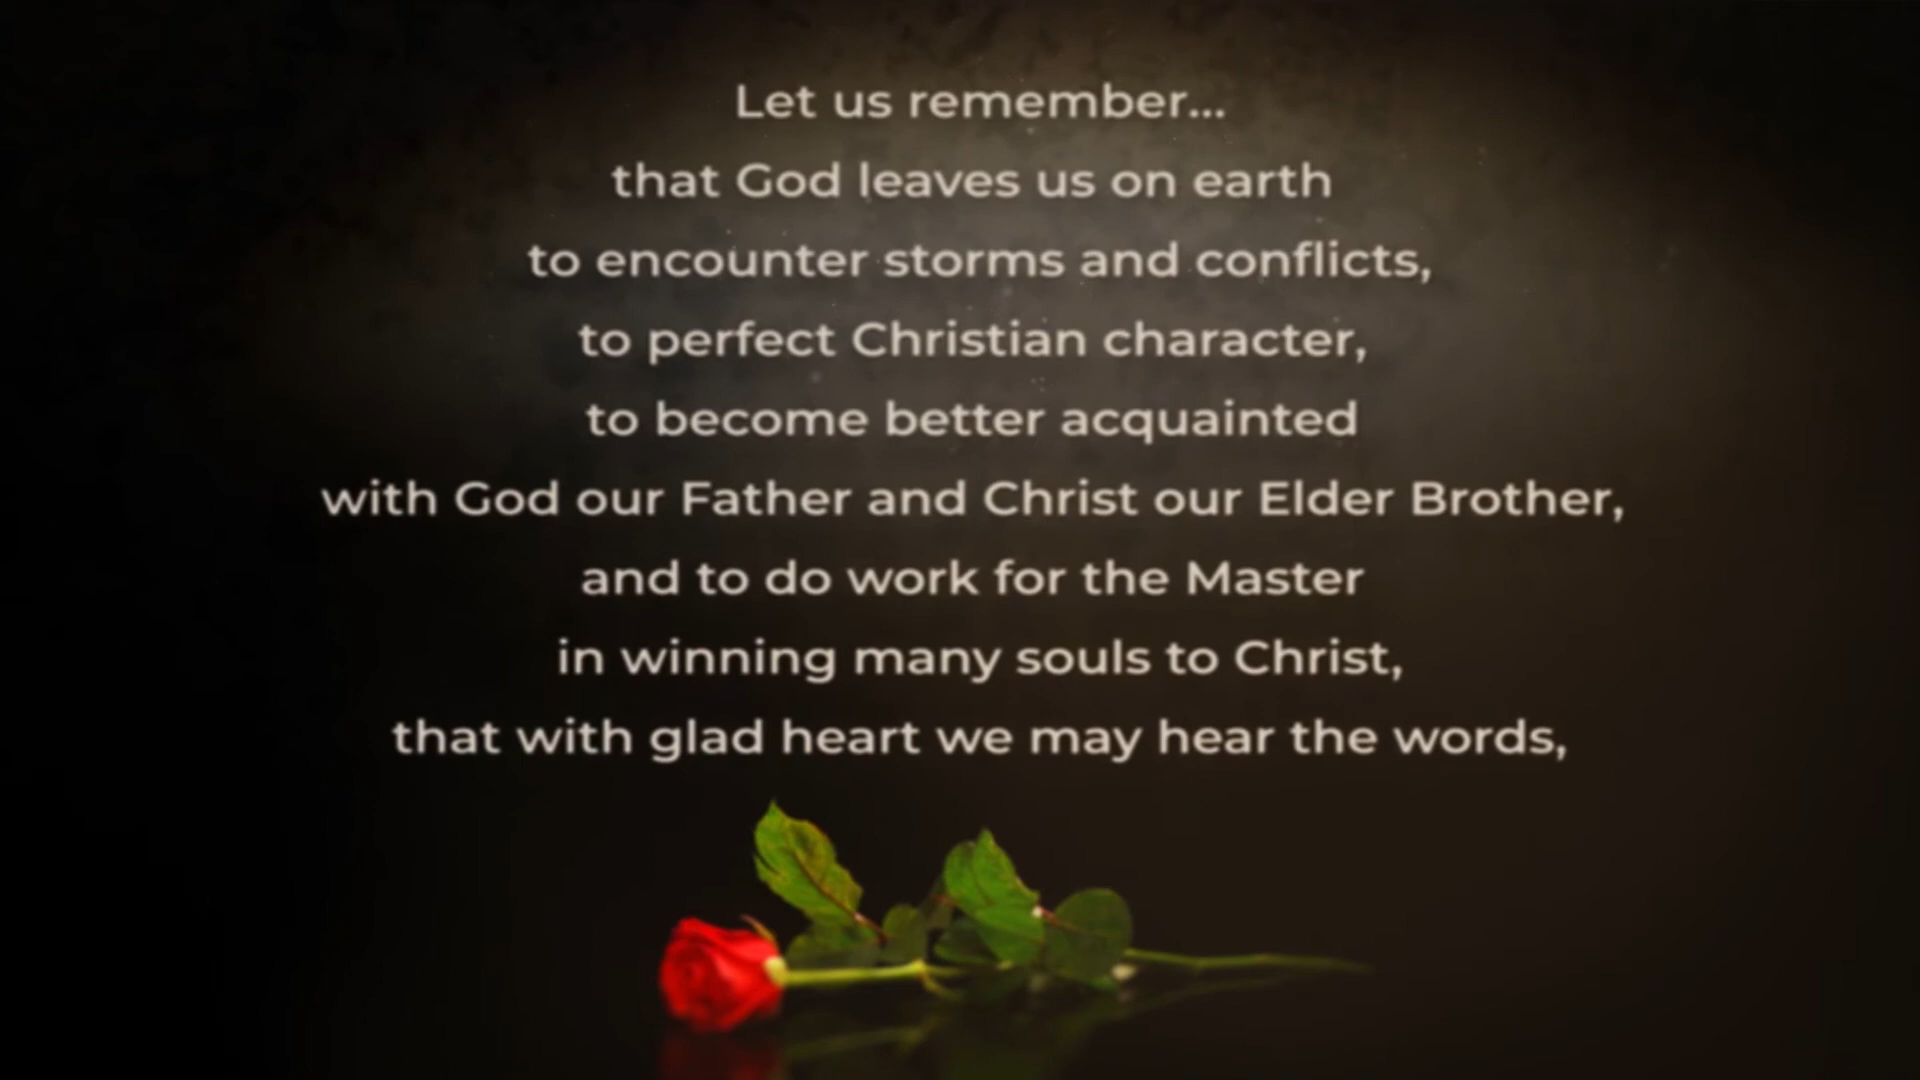 Let us remember...
that God leaves us on earth
to encounter storms and conflicts,
to perfect Christian character,
to become better acquainted
with God our Father and Christ our Elder Brother,
and to do work for the Master
in winning many souls to Christ,
that with glad heart we may hear the words,